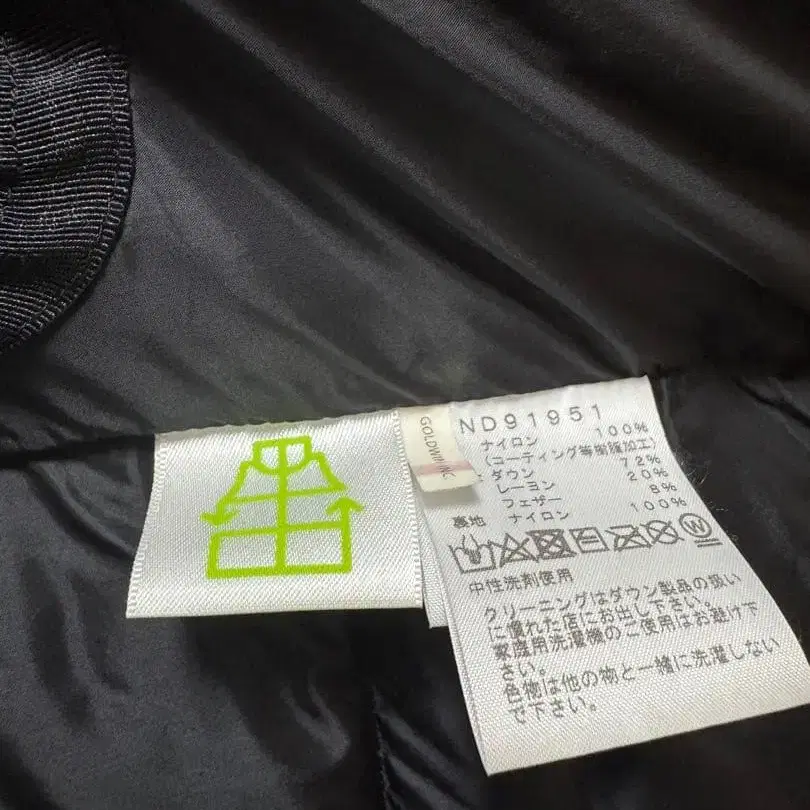 GOLDWIN INC
ND91951
ナイロン 100%
(コーティング等樹脂加工)
ダウン 72%
レーヨン 20%
フェザー 8%
裏地 ナイロン 100%
W
中性洗剤使用
クリーニングはダウン製品の扱い
に優れた店にお出し下さい。
家庭用洗濯機のご使用はお避け下
さい。
色物は他の物と一緒に洗濯しない
で下さい。